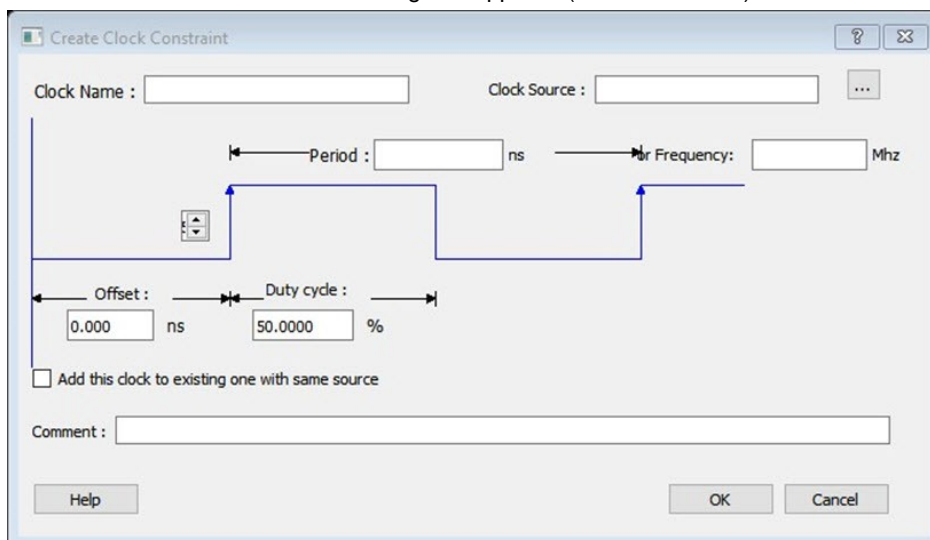 Create Clock Constraint
Clock Name :
Clock Source :
...
Period :
ns
or Frequency:
Mhz
Offset :
Duty cycle :
0.000
ns
50.0000
%
Add this clock to existing one with same source
Comment :
Help
OK
Cancel